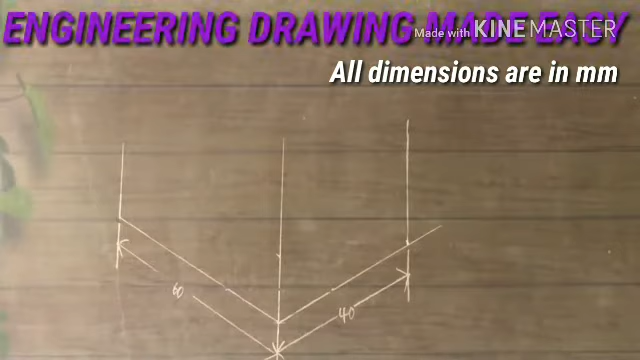 ENGINEERING DRAWING MADE EASY
Made with KINEMASTER
All dimensions are in mm
60
40